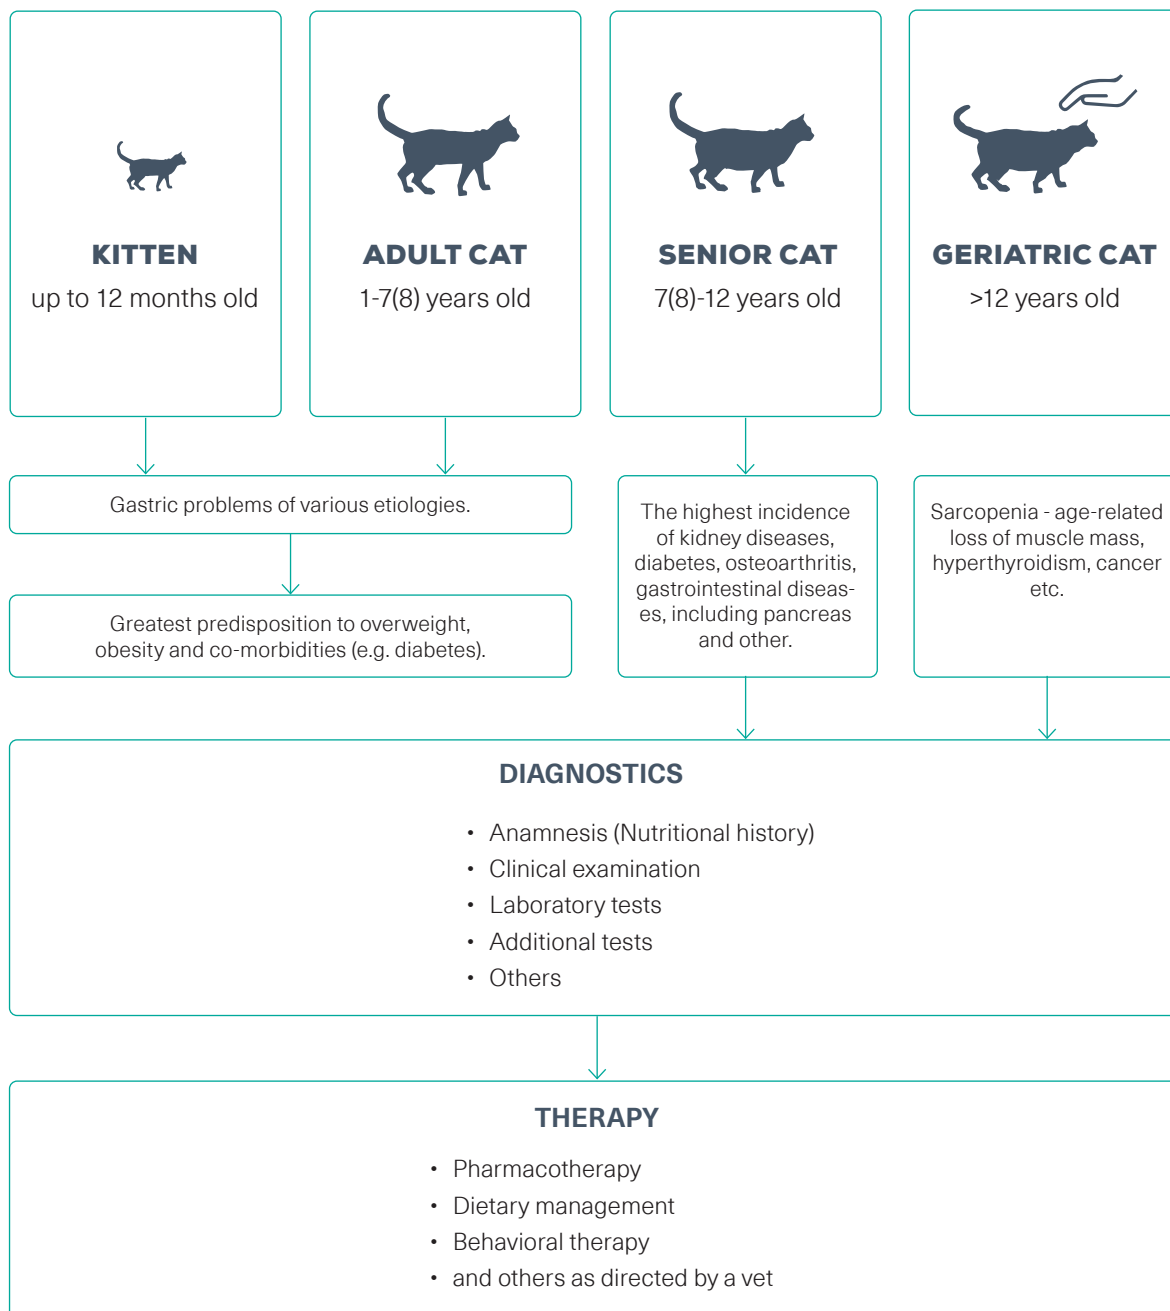 KITTEN
up to 12 months old
ADULT CAT
1-7(8) years old
SENIOR CAT
7(8)-12 years old
GERIATRIC CAT
>12 years old
Gastric problems of various etiologies.
Greatest predisposition to overweight,
obesity and co-morbidities (e.g. diabetes).
The highest incidence
of kidney diseases,
diabetes, osteoarthritis,
gastrointestinal diseas-
es, including pancreas
and other.
Sarcopenia - age-related
loss of muscle mass,
hyperthyroidism, cancer
etc.
DIAGNOSTICS
• Anamnesis (Nutritional history)
• Clinical examination
• Laboratory tests
• Additional tests
• Others
THERAPY
• Pharmacotherapy
• Dietary management
• Behavioral therapy
• and others as directed by a vet